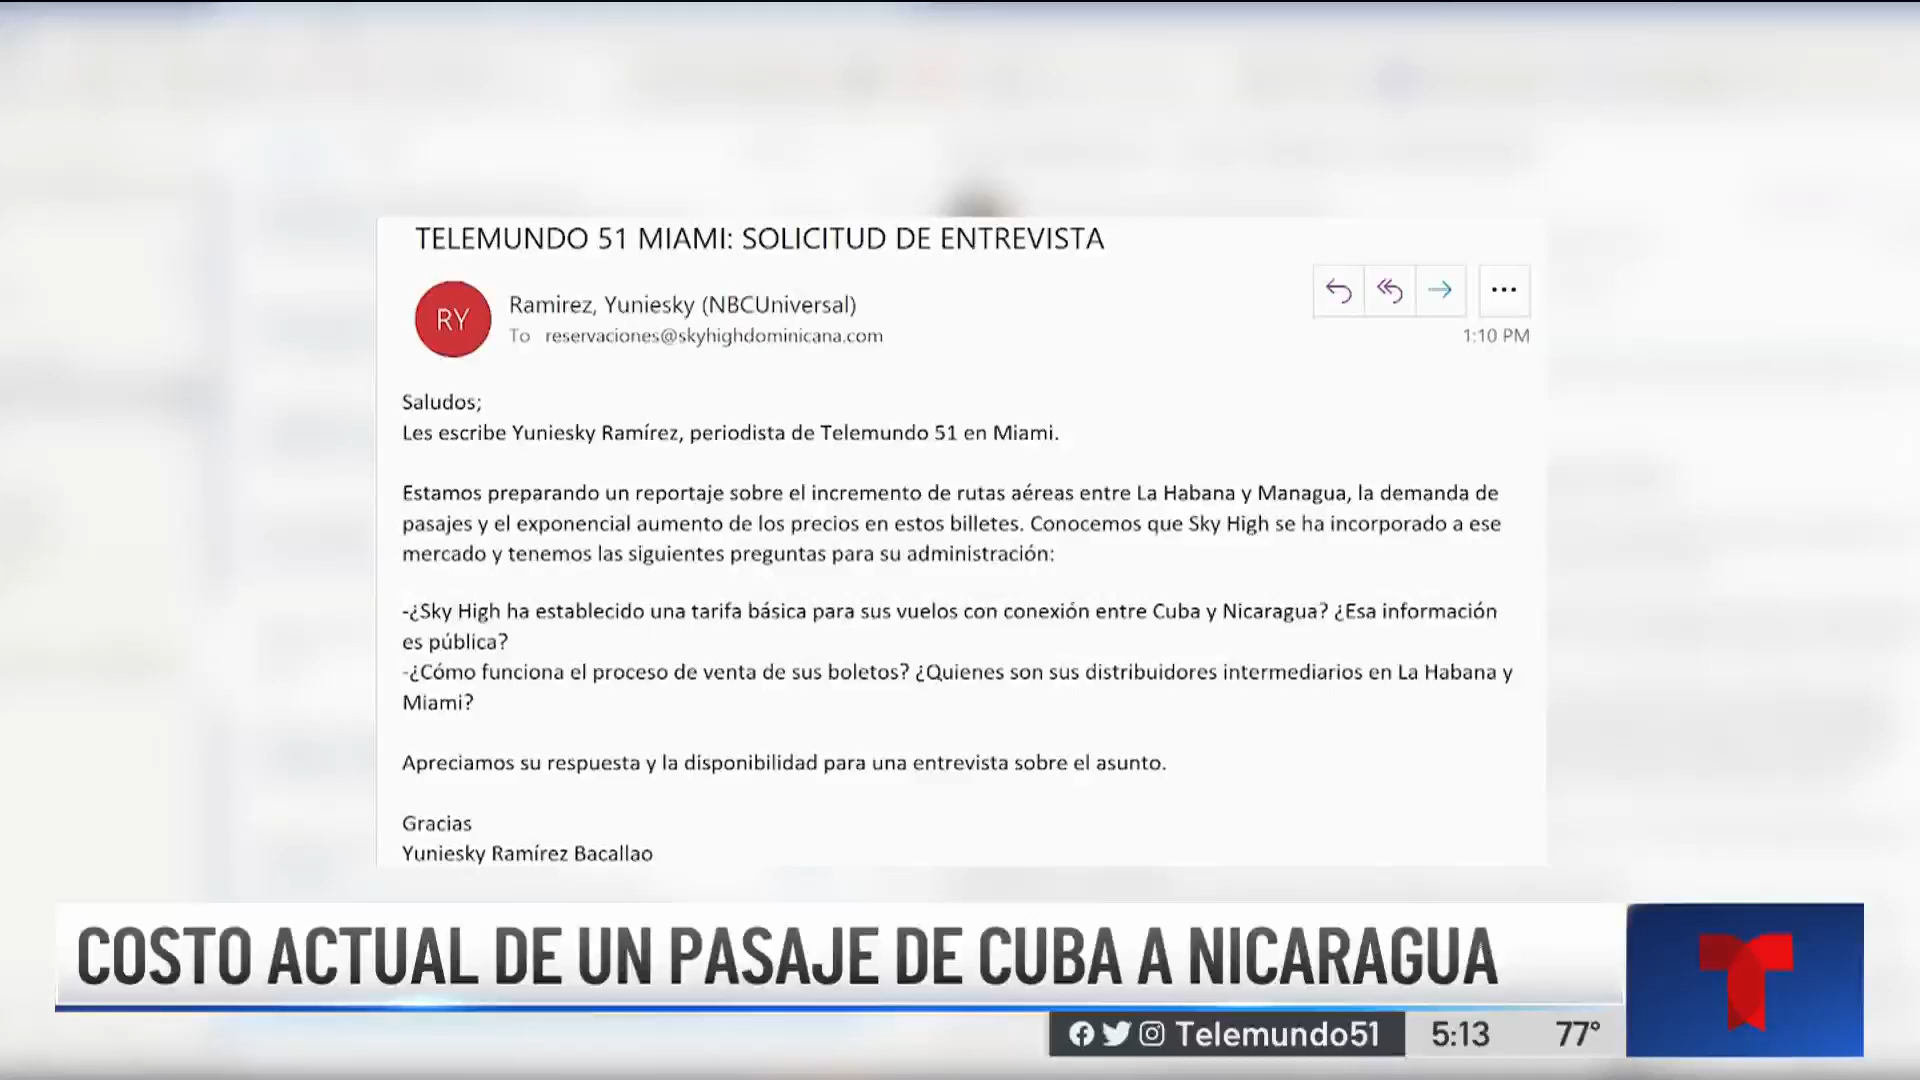 TELEMUNDO 51 MIAMI: SOLICITUD DE ENTREVISTA
RY
Ramirez, Yuniesky (NBCUniversal)
To reservaciones@skyhighdominicana.com
1:10 PM
Saludos;
Les escribe Yuniesky Ramírez, periodista de Telemundo 51 en Miami.
Estamos preparando un reportaje sobre el incremento de rutas aéreas entre La Habana y Managua, la demanda de
pasajes y el exponencial aumento de los precios en estos billetes. Conocemos que Sky High se ha incorporado a ese
mercado y tenemos las siguientes preguntas para su administración:
-¿Sky High ha establecido una tarifa básica para sus vuelos con conexión entre Cuba y Nicaragua? ¿Esa información
es pública?
-¿Cómo funciona el proceso de venta de sus boletos? ¿Quienes son sus distribuidores intermediarios en La Habana y
Miami?
Apreciamos su respuesta y la disponibilidad para una entrevista sobre el asunto.
Gracias
Yuniesky Ramírez Bacallao
COSTO ACTUAL DE UN PASAJE DE CUBA A NICARAGUA
Telemundo51 5:13 77°